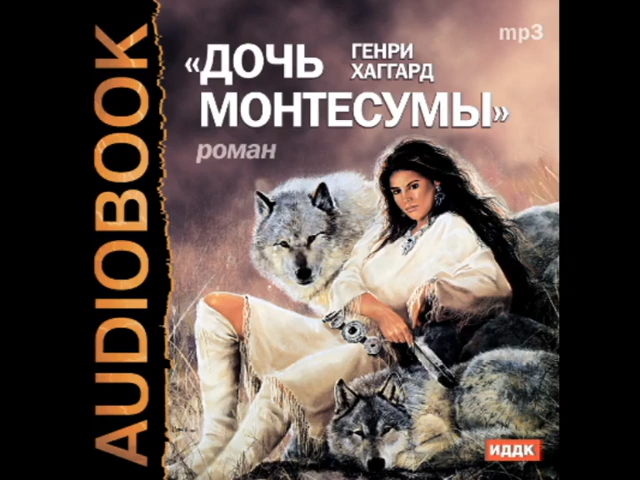 AUDIOBOOK
mp3
«ДОЧЬ
ГЕНРИ
ХАГГАРД
МОНТЕСУМЫ»
роман
ИДДК